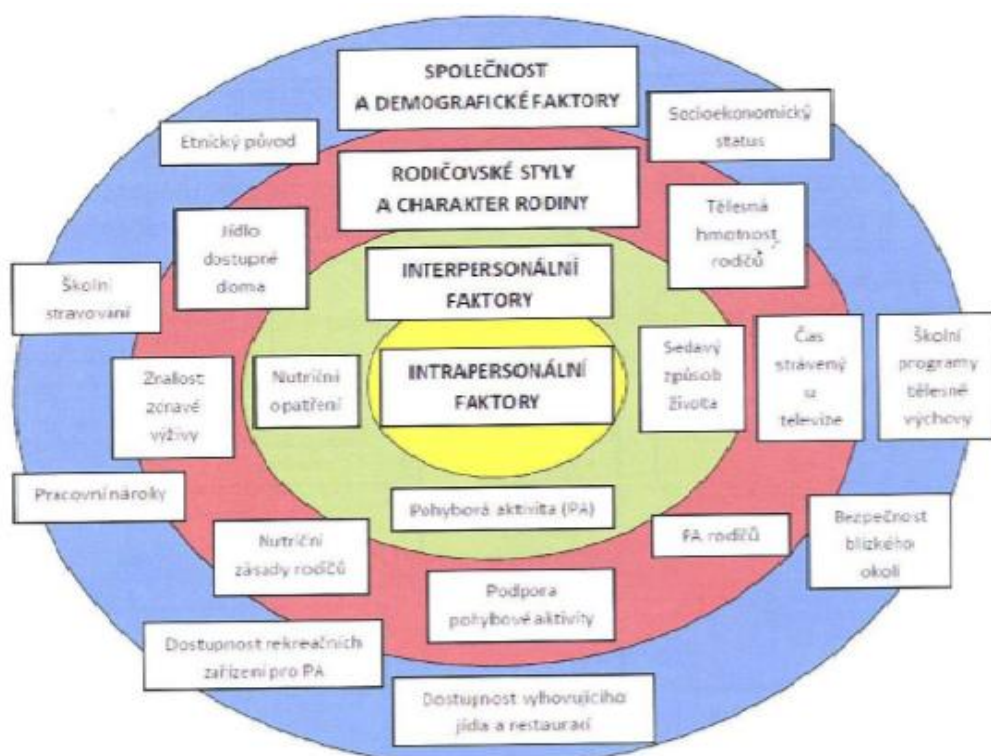 SPOLEČNOST
A DEMOGRAFICKÉ FAKTORY
Etnický původ
Socioekonomický
status
RODIČOVSKÉ STYLY
A CHARAKTER RODINY
Jídlo
dostupné
doma
Tělesná
hmotnost
rodičů
Školní
stravování
INTERPERSONÁLNÍ
FAKTORY
Znalost
zdravé
výživy
Nutriční
opatření
INTRAPERSONÁLNÍ
FAKTORY
Sedavý
způsob
života
Čas
strávený
u
televize
Školní
programy
tělesné
výchovy
Pracovní nároky
Pohybová aktivita (PA)
Nutriční
zásady rodičů
PA rodičů
Bezpečnost
blízkého
okolí
Podpora
pohybové aktivity
Dostupnost rekreačních
zařízení pro PA
Dostupnost vyhovujícího
jídla a restaurací